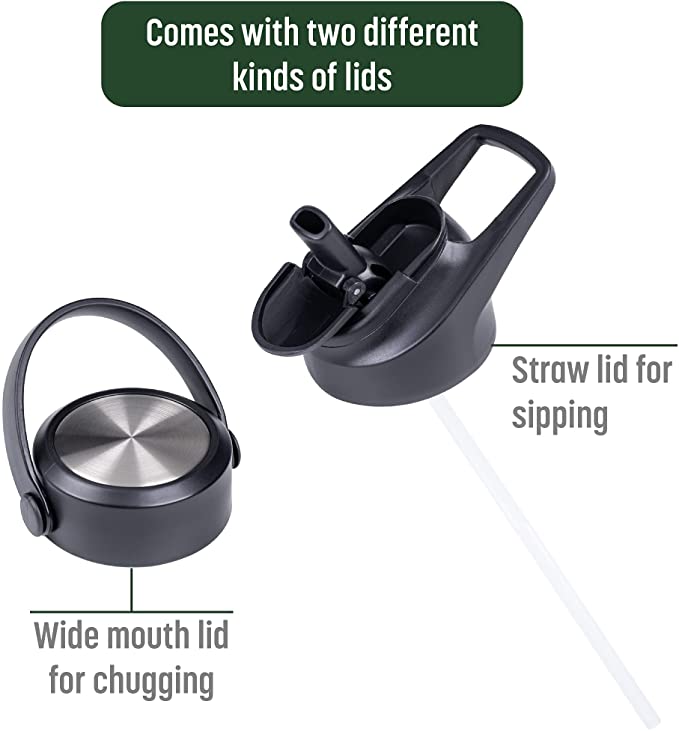 Comes with two different
kinds of lids
Straw lid for
sipping
Wide mouth lid
for chugging